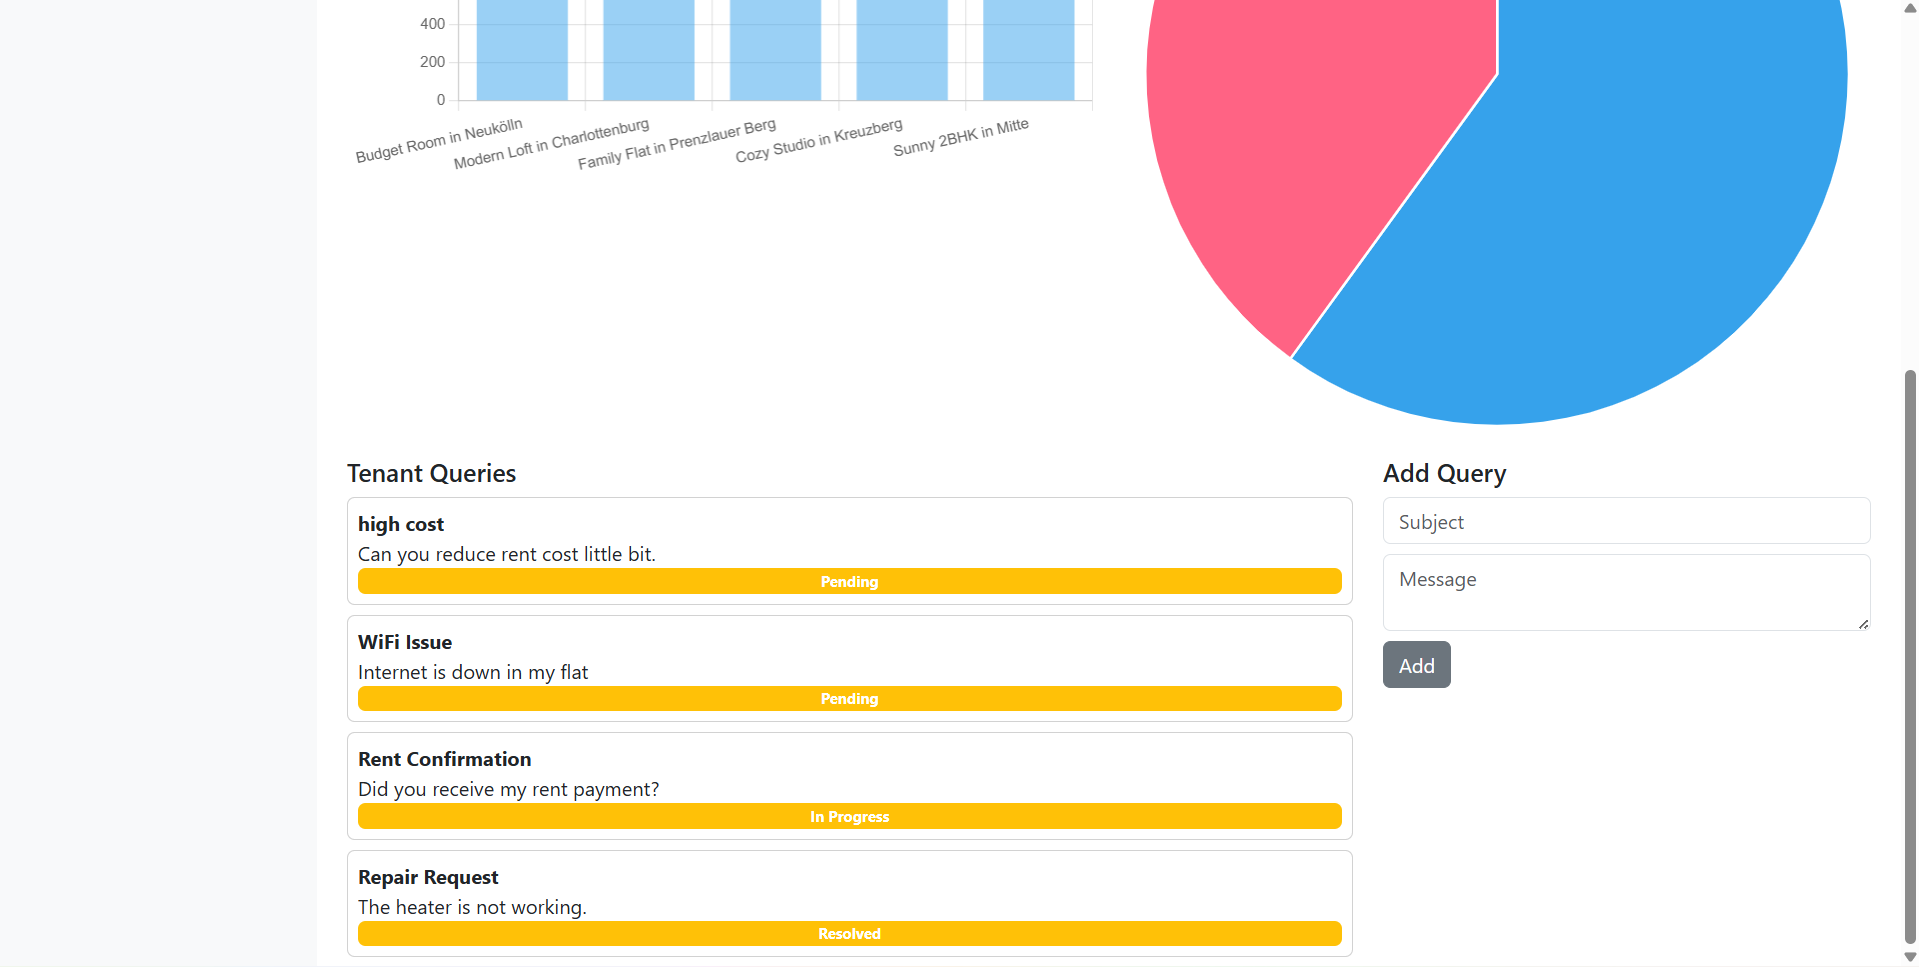 400
200
0
Budget Room in Neukölln
Modern Loft in Charlottenburg
Family Flat in Prenzlauer Berg
Cozy Studio in Kreuzberg
Sunny 2BHK in Mitte
Tenant Queries
high cost
Can you reduce rent cost little bit.
Pending
WiFi Issue
Internet is down in my flat
Pending
Rent Confirmation
Did you receive my rent payment?
In Progress
Repair Request
The heater is not working.
Resolved
Add Query
Subject
Message
Add